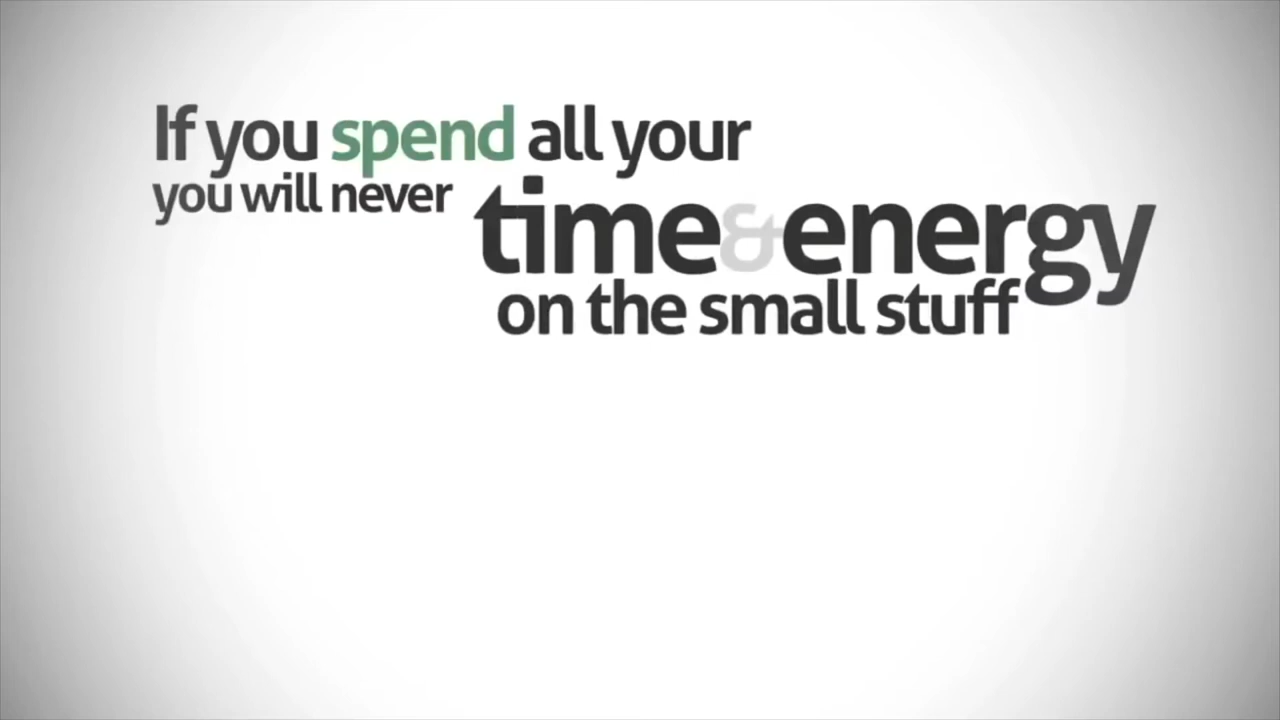 If you spend all your
you will never
time & energy
on the small stuff